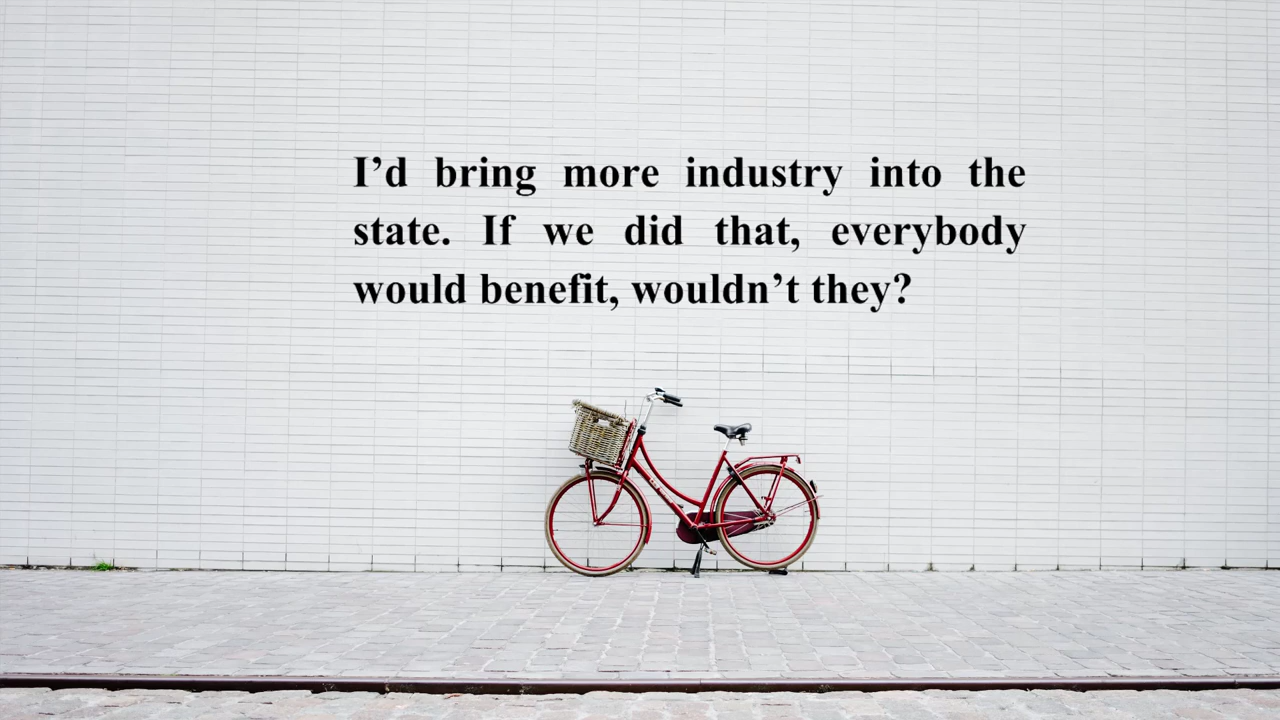 I’d bring more industry into the
state. If we did that, everybody
would benefit, wouldn’t they?